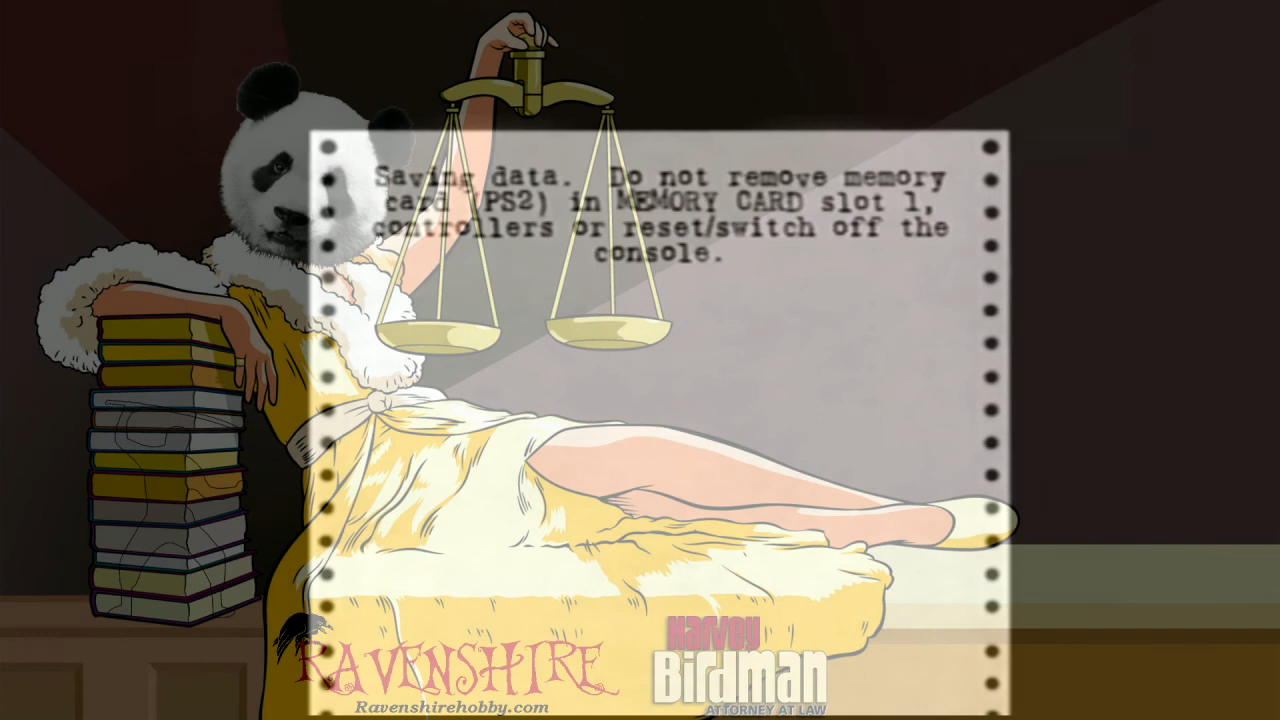 Saving data. Do not remove memory
card (PS2) in MEMORY CARD slot 1,
controllers or reset/switch off the
console.
RAVENSHIRE
Ravenshirehobby.com
Harvey
Birdman
ATTORNEY AT LAW